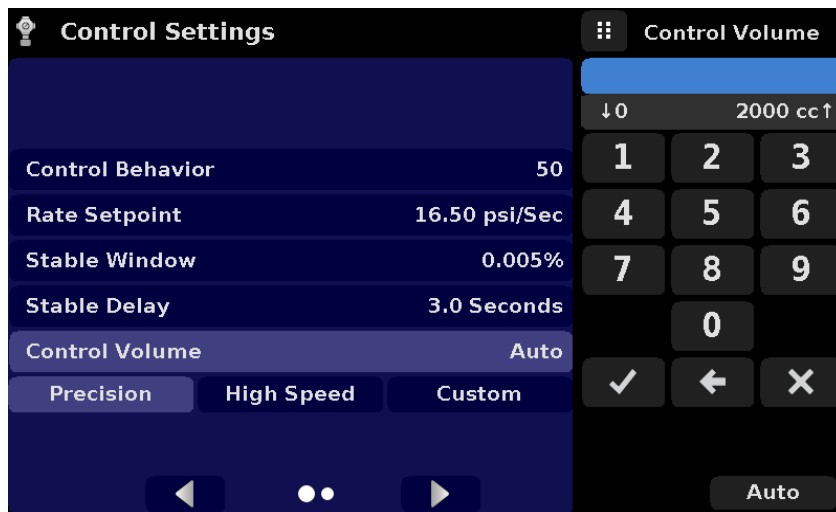 Control Settings
Control Volume
↓0 2000 cc↑
Control Behavior 50
Rate Setpoint 16.50 psi/Sec
Stable Window 0.005%
Stable Delay 3.0 Seconds
Control Volume Auto
Precision High Speed Custom
1 2 3
4 5 6
7 8 9
0
Auto